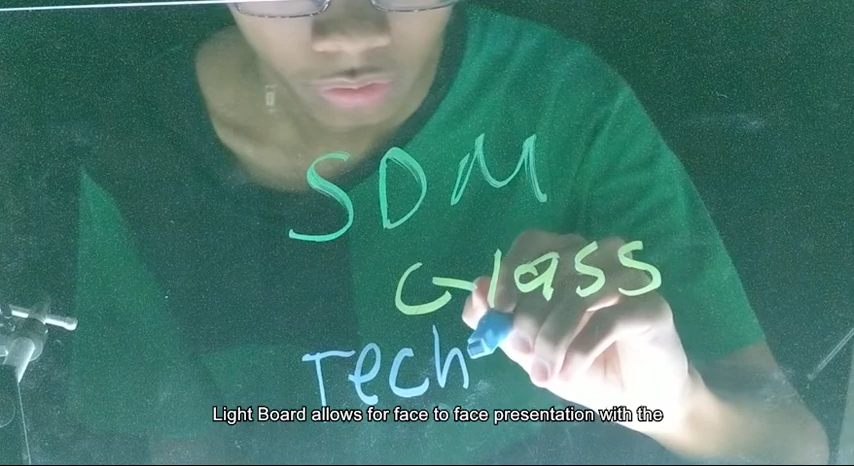 SDM
Glass
Tech
Light Board allows for face to face presentation with the